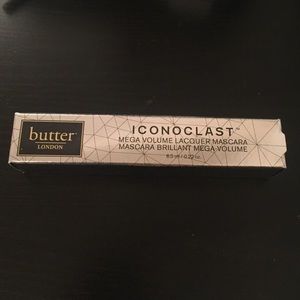 butter
LONDON
ICONOCLAST™
MEGA VOLUME LACQUER MASCARA
MASCARA BRILLANT MEGA-VOLUME